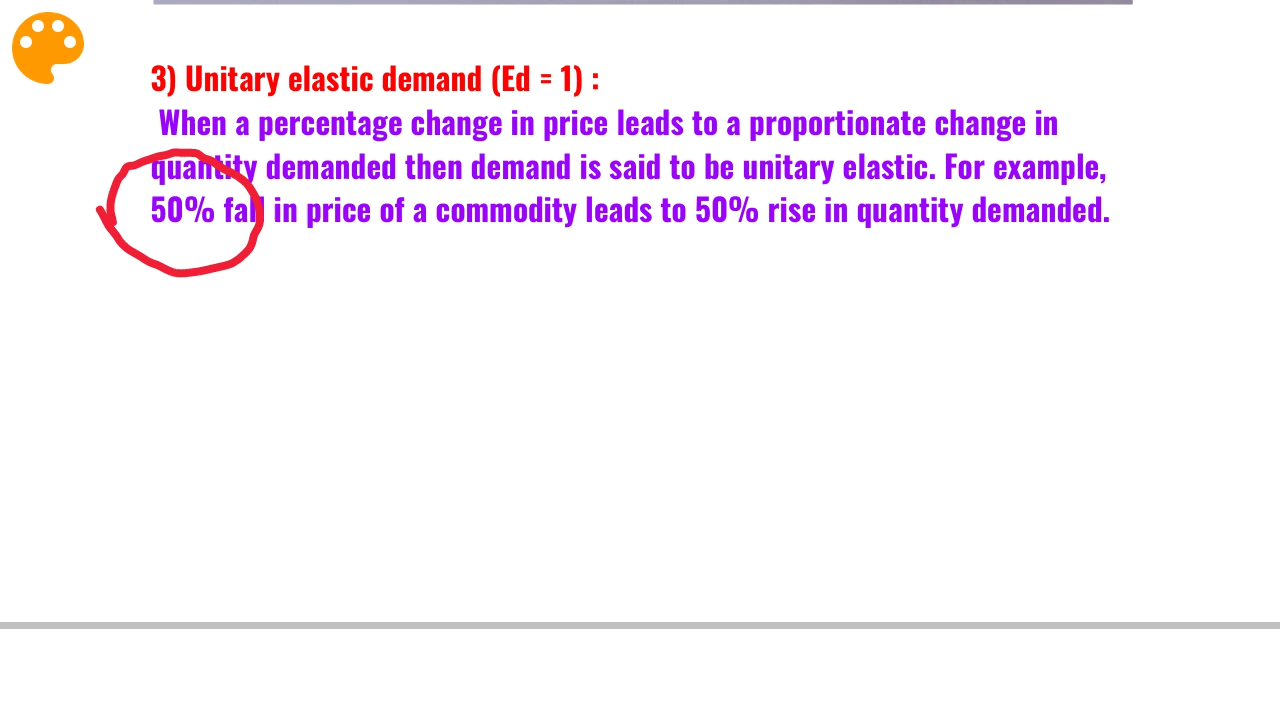 3) Unitary elastic demand (Ed = 1) :
When a percentage change in price leads to a proportionate change in
quantity demanded then demand is said to be unitary elastic. For example,
50% fall in price of a commodity leads to 50% rise in quantity demanded.